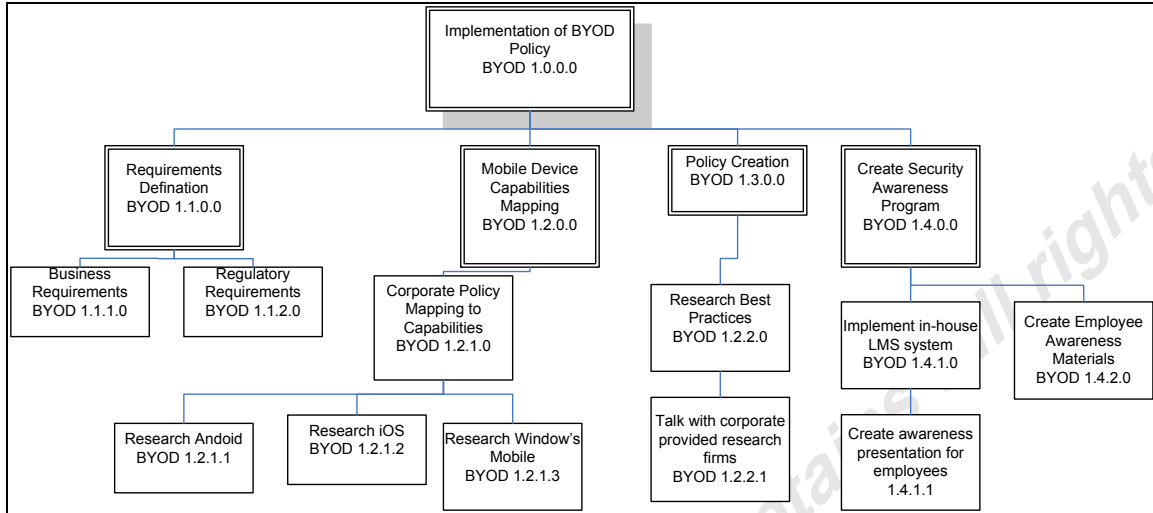 Implementation of BYOD
Policy
BYOD 1.0.0.0
Requirements
Defination
BYOD 1.1.0.0
Mobile Device
Capabilities
Mapping
BYOD 1.2.0.0
Policy Creation
BYOD 1.3.0.0
Create Security
Awareness
Program
BYOD 1.4.0.0
Business
Requirements
BYOD 1.1.1.0
Regulatory
Requirements
BYOD 1.1.2.0
Corporate Policy
Mapping to
Capabilities
BYOD 1.2.1.0
Research Best
Practices
BYOD 1.2.2.0
Implement in-house
LMS system
BYOD 1.4.1.0
Create Employee
Awareness
Materials
BYOD 1.4.2.0
Research Andoid
BYOD 1.2.1.1
Research iOS
BYOD 1.2.1.2
Research Window's
Mobile
BYOD 1.2.1.3
Talk with corporate
provided research
firms
BYOD 1.2.2.1
Create awareness
presentation for
employees
1.4.1.1